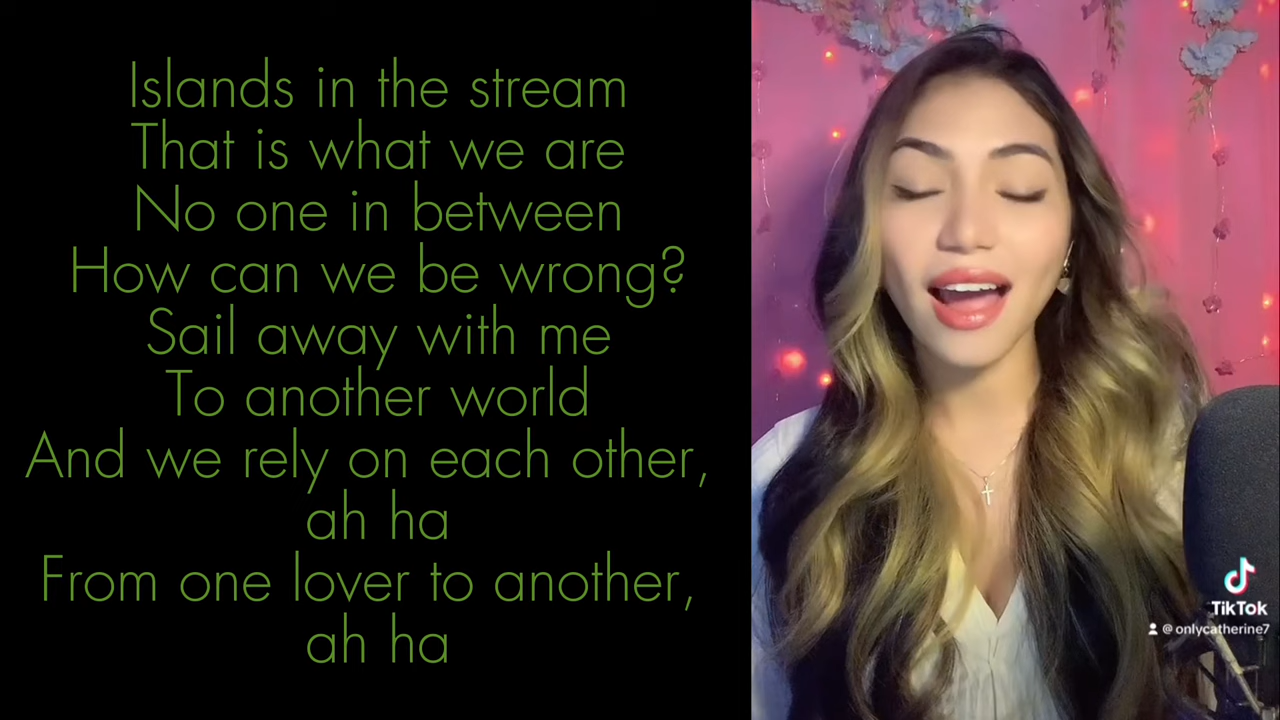 Islands in the stream
That is what we are
No one in between
How can we be wrong?
Sail away with me
To another world
And we rely on each other,
ah ha
From one lover to another,
ah ha
TikTok
@ onlycatherine7